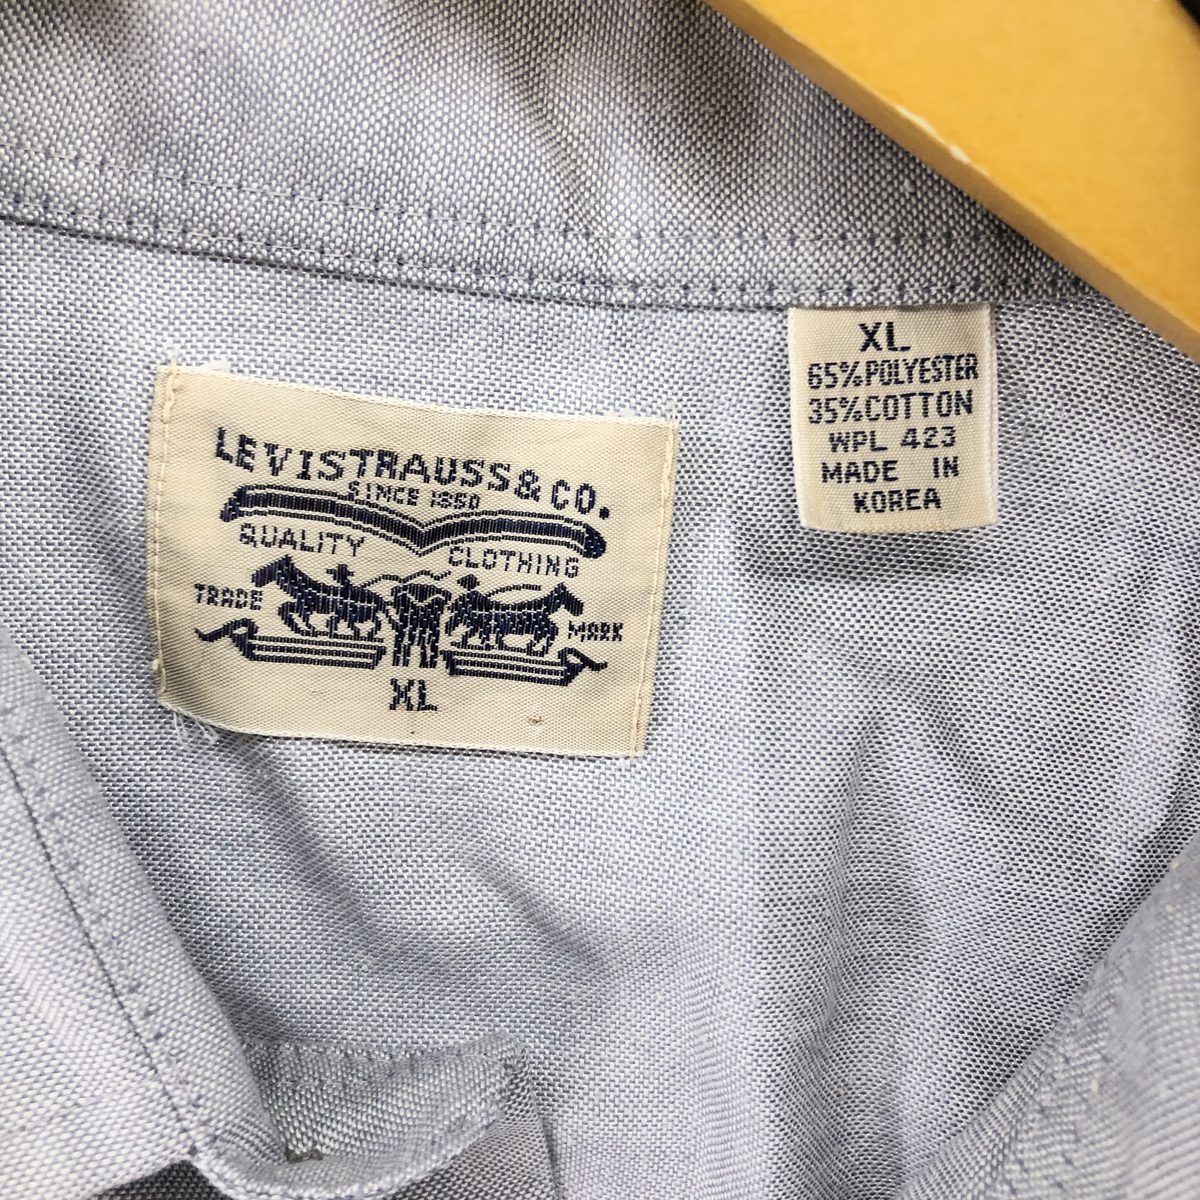 LEVISTRAUSS&CO.
SINCE 1850
QUALITY CLOTHING
TRADE MARK
XL
XL
65%POLYESTER
35%COTTON
WPL 423
MADE IN
KOREA